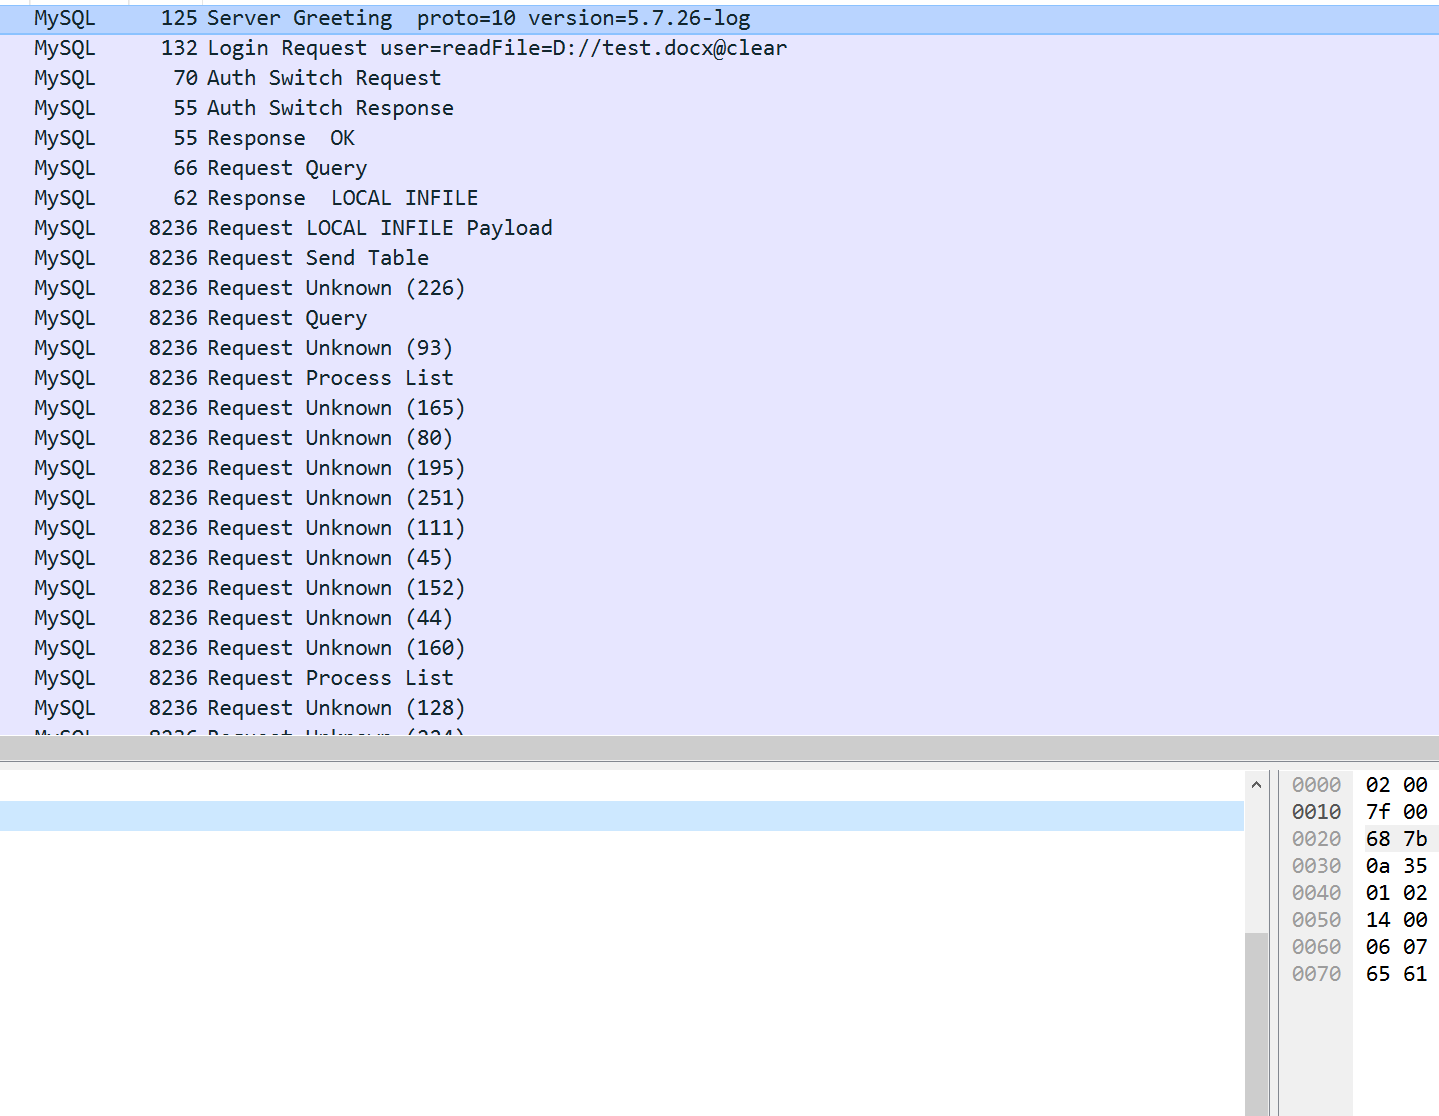 MySQL 125 Server Greeting  proto=10 version=5.7.26-log
MySQL 132 Login Request user=readFile=D://test.docx@clear
MySQL 70 Auth Switch Request
MySQL 55 Auth Switch Response
MySQL 55 Response  OK
MySQL 66 Request Query
MySQL 62 Response  LOCAL INFILE
MySQL 8236 Request LOCAL INFILE Payload
MySQL 8236 Request Send Table
MySQL 8236 Request Unknown (226)
MySQL 8236 Request Query
MySQL 8236 Request Unknown (93)
MySQL 8236 Request Process List
MySQL 8236 Request Unknown (165)
MySQL 8236 Request Unknown (80)
MySQL 8236 Request Unknown (195)
MySQL 8236 Request Unknown (251)
MySQL 8236 Request Unknown (111)
MySQL 8236 Request Unknown (45)
MySQL 8236 Request Unknown (152)
MySQL 8236 Request Unknown (44)
MySQL 8236 Request Unknown (160)
MySQL 8236 Request Process List
MySQL 8236 Request Unknown (128)
MySQL 8236 Request Unknown
0000 02 00
0010 7f 00
0020 68 7b
0030 0a 35
0040 01 02
0050 14 00
0060 06 07
0070 65 61